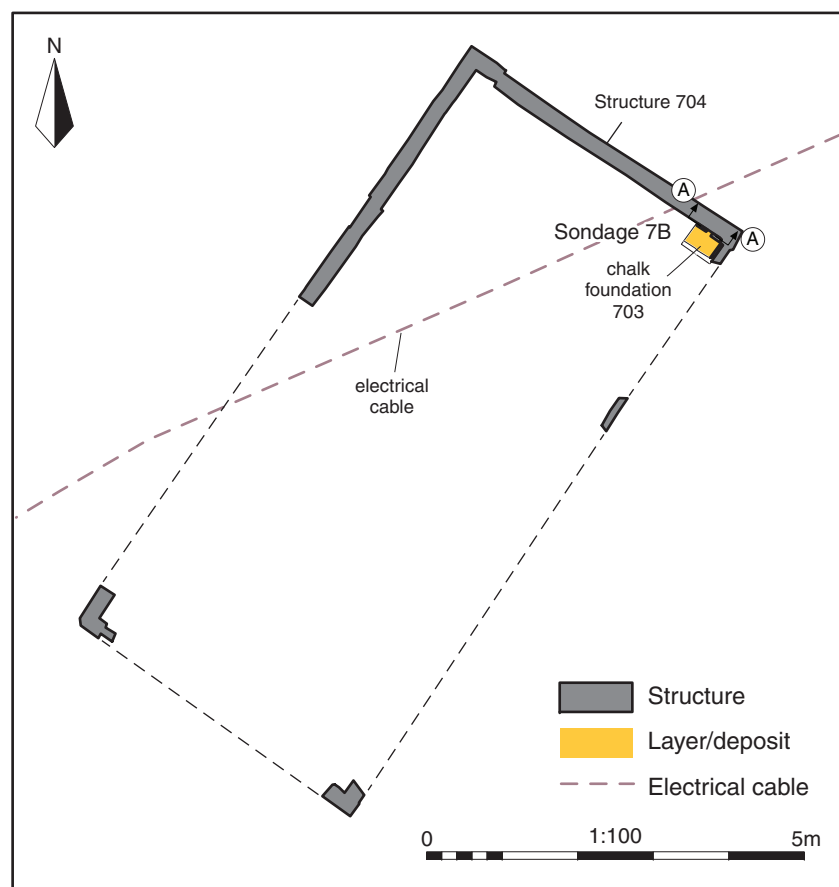 N
Structure 704
A
Sondage 7B
A
chalk
foundation
703
electrical
cable
Structure
Layer/deposit
Electrical cable
0
1:100
5m